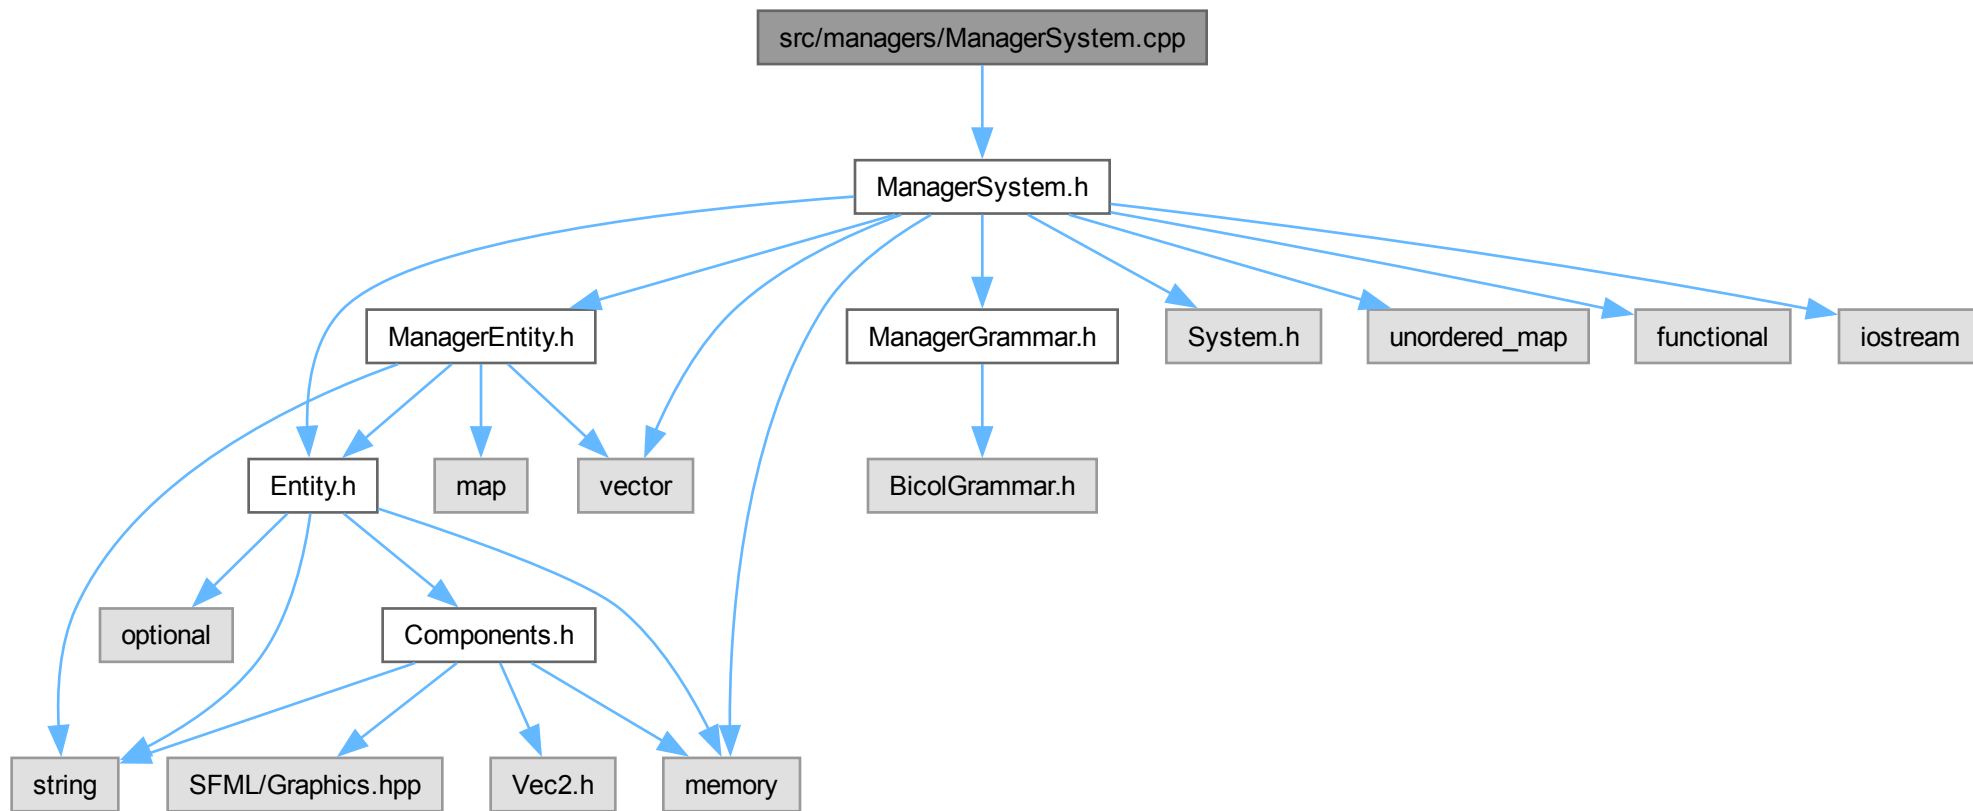 src/managers/ManagerSystem.cpp
ManagerSystem.h
ManagerEntity.h
ManagerGrammar.h
System.h
unordered_map
functional
iostream
Entity.h
map
vector
BicolGrammar.h
optional
Components.h
string
SFML/Graphics.hpp
Vec2.h
memory